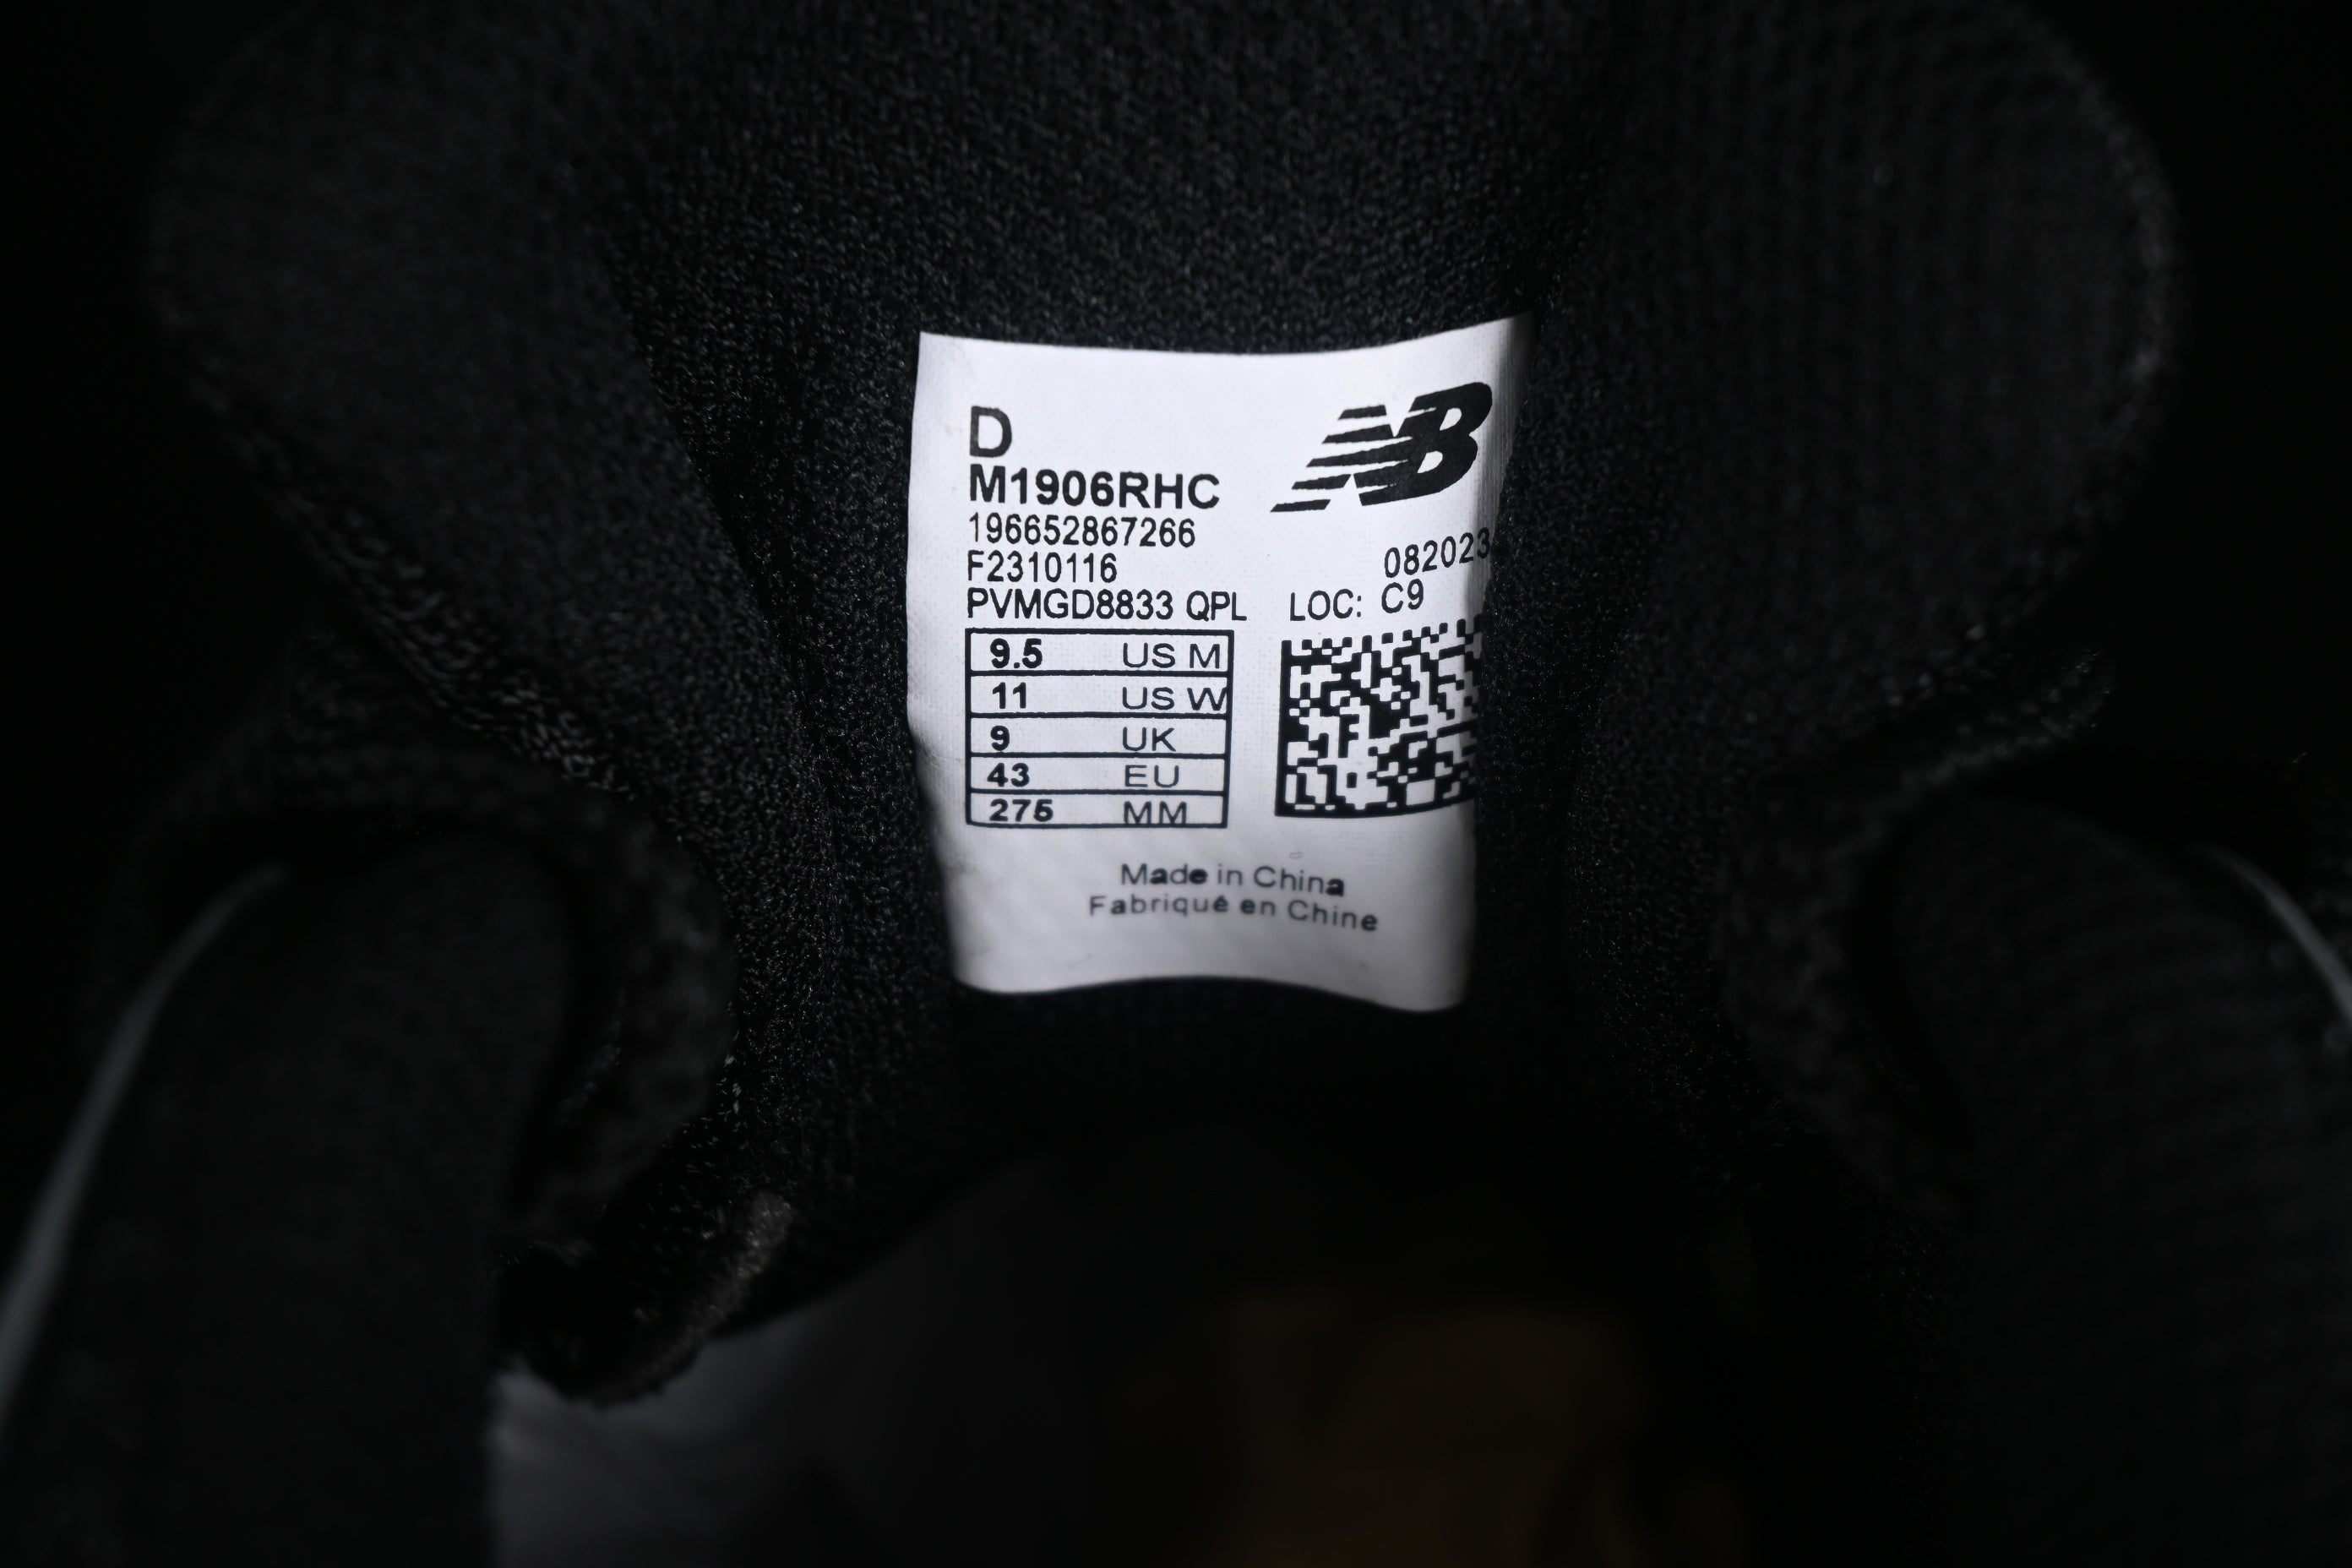 D
NB
M1906RHC
196652867266
F2310116
082023
PVMGD8833 QPL LOC: C9
9.5 US M
11 US W
9 UK
43 EU
275 MM
Made in China
Fabriqué en Chine